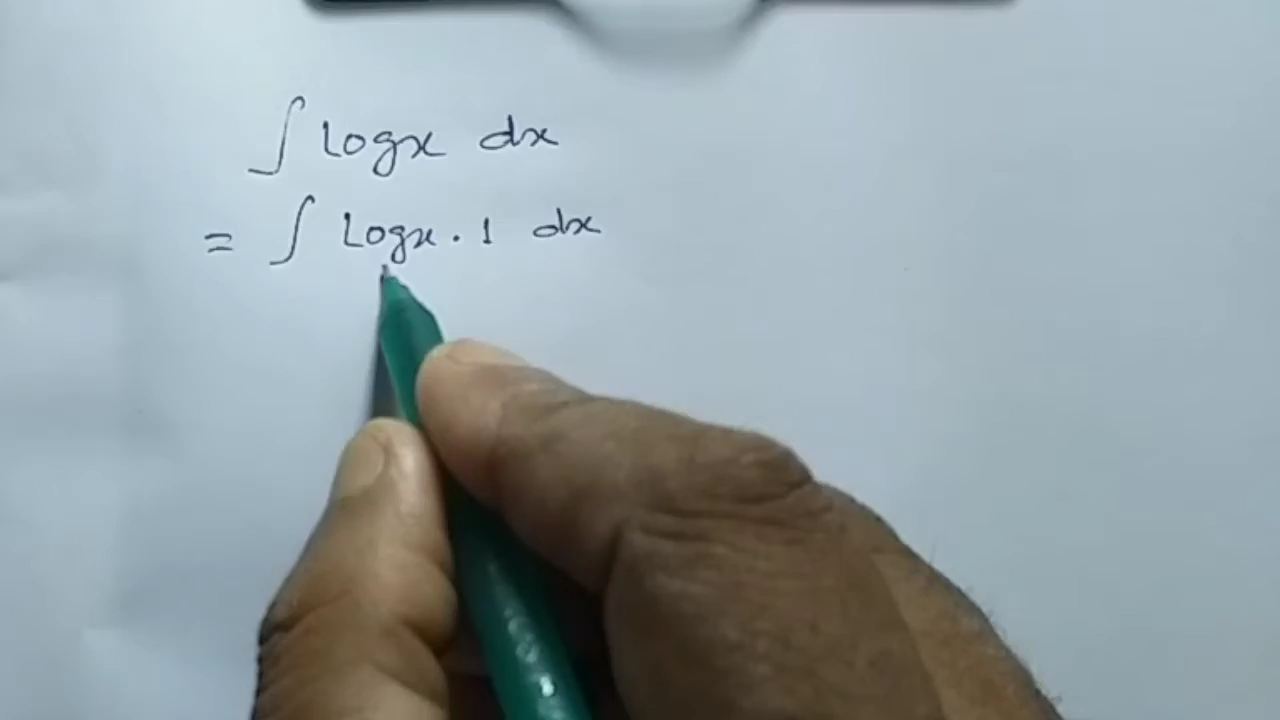 ∫ Logx dx
= ∫ Logx . 1 dx